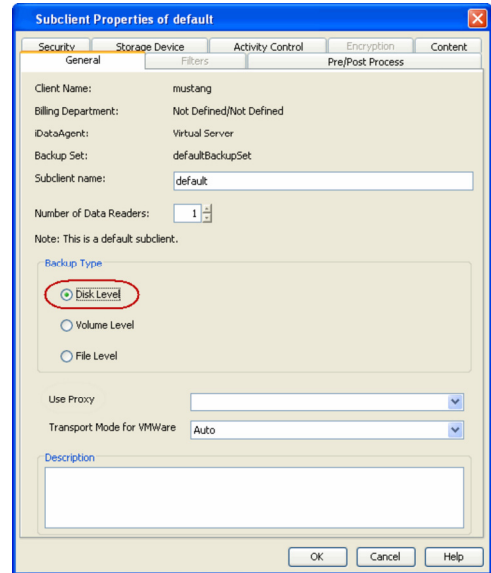 Subclient Properties of default
Security Storage Device Activity Control Encryption Content
General Filters Pre/Post Process
Client Name: mustang
Billing Department: Not Defined/Not Defined
iDataAgent: Virtual Server
Backup Set: defaultBackupSet
Subclient name: default
Number of Data Readers: 1
Note: This is a default subclient.
Backup Type
Disk Level
Volume Level
File Level
Use Proxy
Transport Mode for VMWare Auto
Description
OK Cancel Help